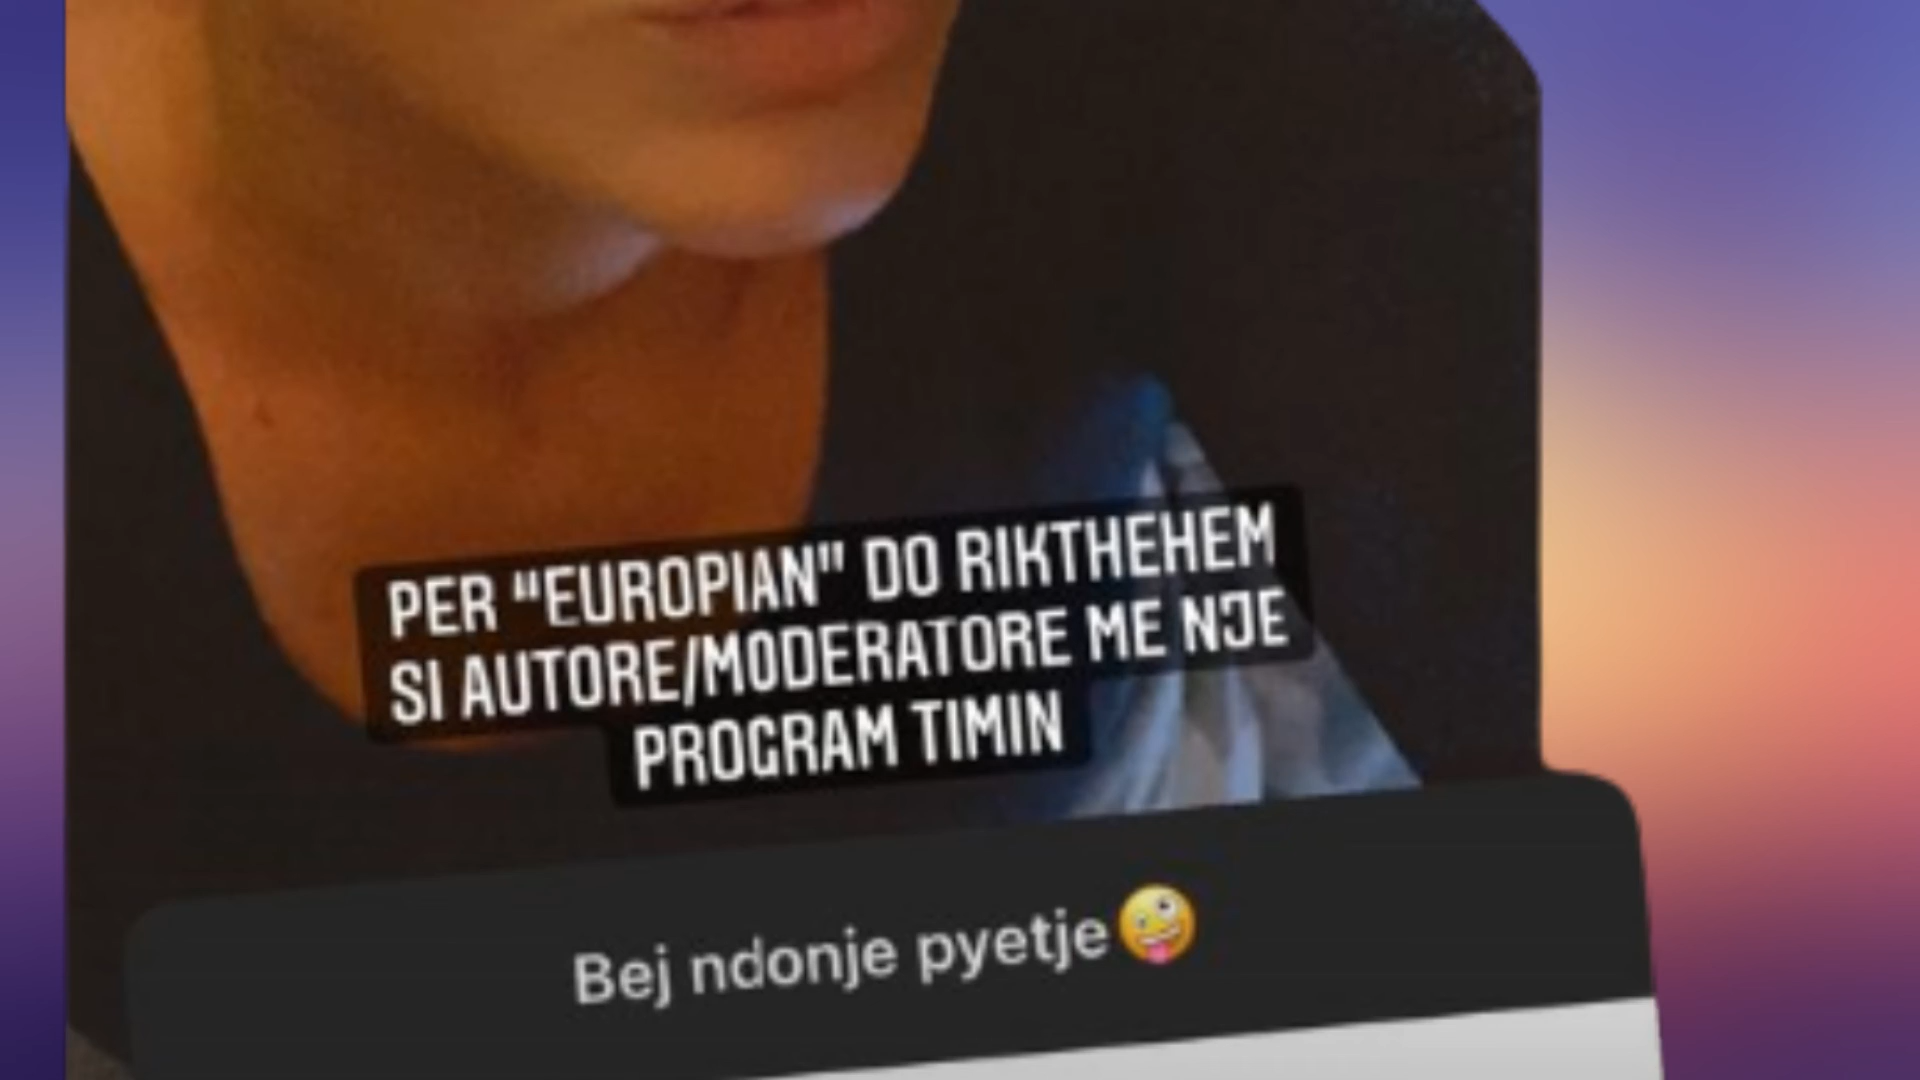 PER “EUROPIAN" DO RIKTHEHEM
SI AUTORE/MODERATORE ME NJE
PROGRAM TIMIN
Bej ndonje pyetje🤪